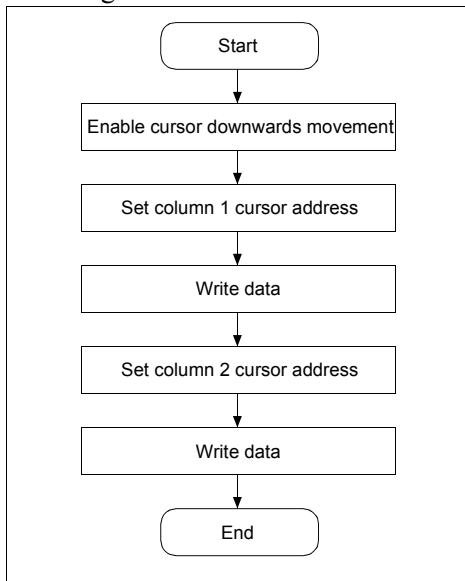 Start
Enable cursor downwards movement
Set column 1 cursor address
Write data
Set column 2 cursor address
Write data
End